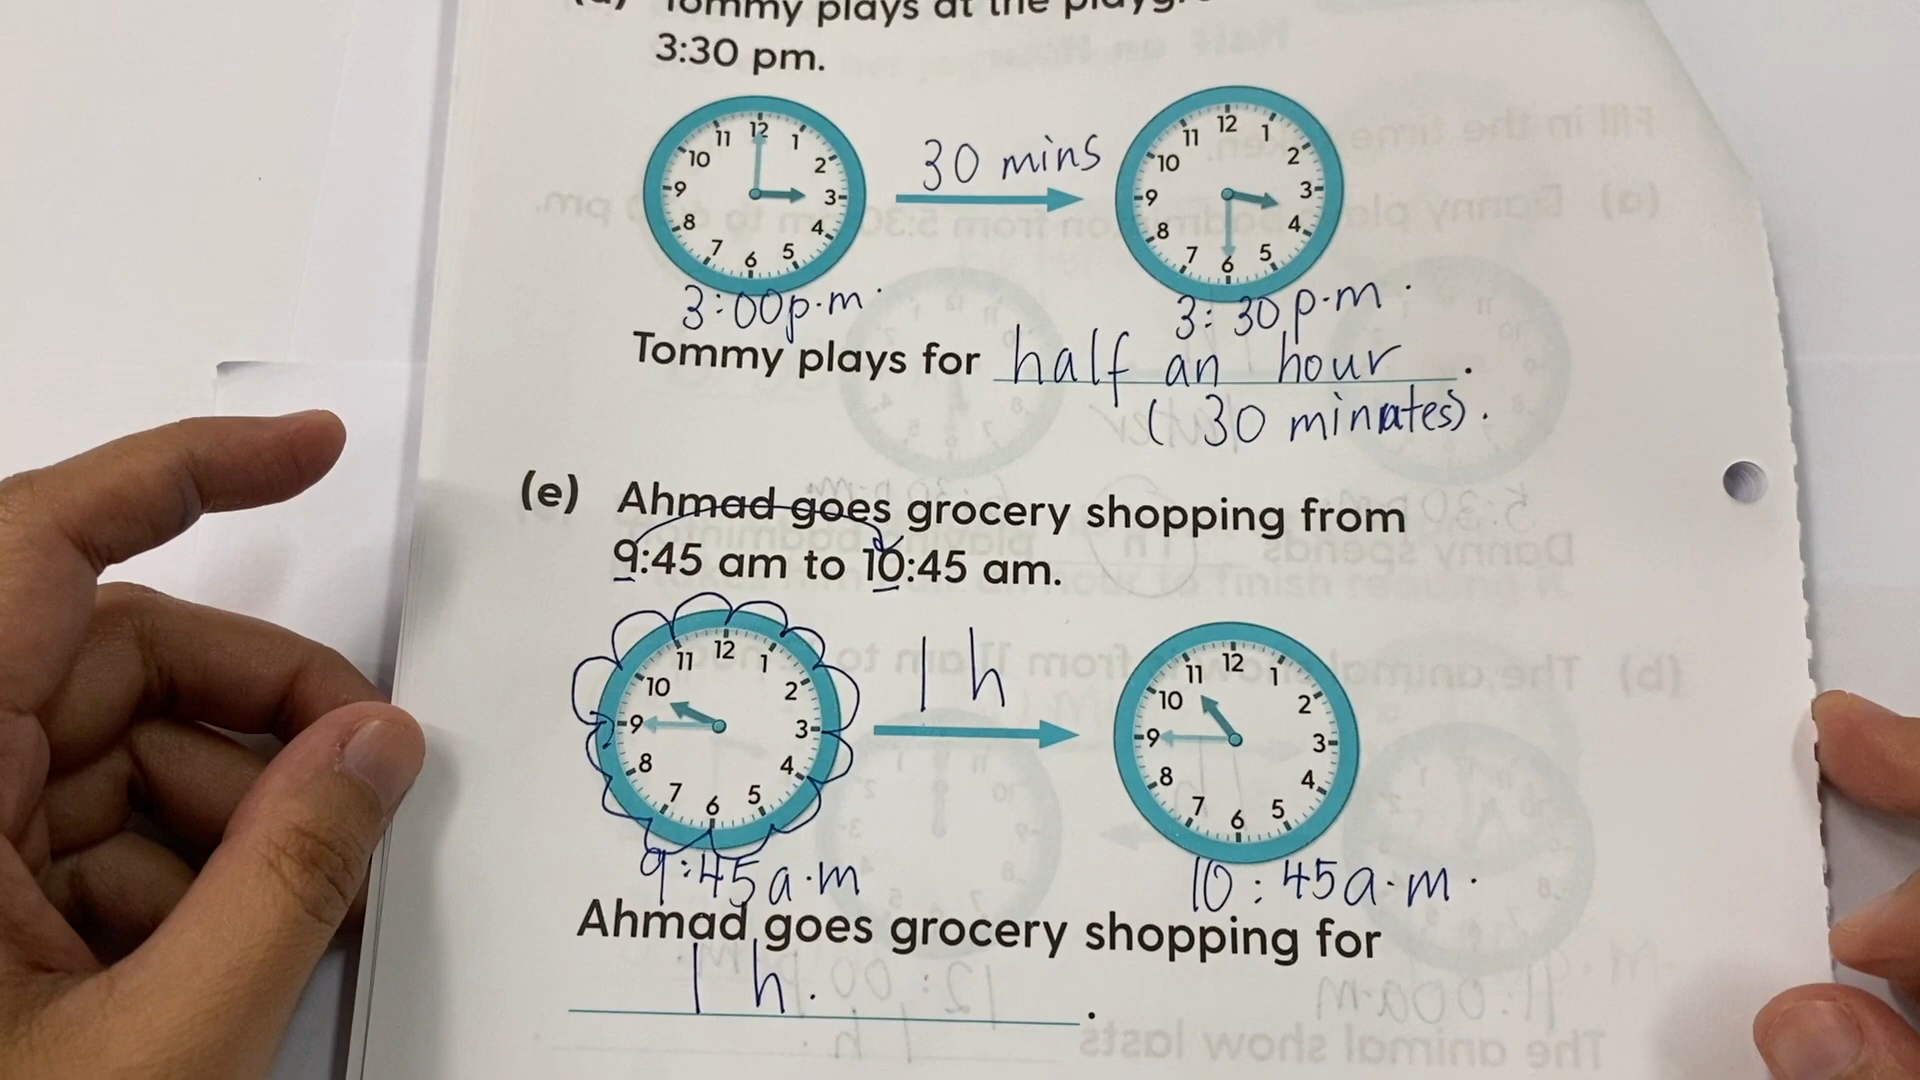 Tommy plays at the
3:30 pm.
12 1 2 3 4 5 6 7 8 9 10 11
30 mins
12 1 2 3 4 5 6 7 8 9 10 11
3:00p.m.
3:30p.m.
Tommy plays for half an hour.
(30 minutes).
(e) Ahmad goes grocery shopping from
9:45 am to 10:45 am.
12 1 2 3 4 5 6 7 8 9 10 11
1h
12 1 2 3 4 5 6 7 8 9 10 11
9:45a.m
10:45a.m.
Ahmad goes grocery shopping for
1h.